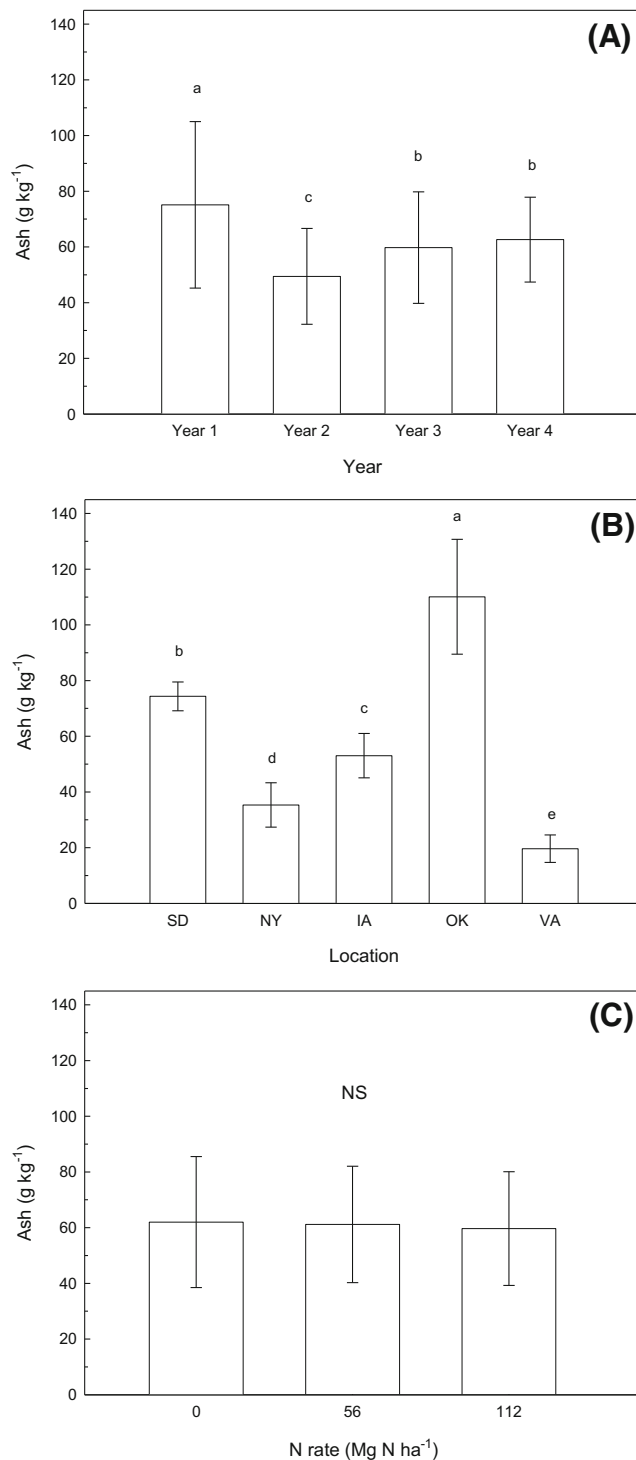 (A)
140
120
100
80
60
40
20
0
Ash (g kg⁻¹)
a
c
b
b
Year 1 Year 2 Year 3 Year 4
Year
(B)
140
120
100
80
60
40
20
0
Ash (g kg⁻¹)
b
d
c
a
e
SD NY IA OK VA
Location
(C)
140
120
100
80
60
40
20
0
Ash (g kg⁻¹)
NS
0 56 112
N rate (Mg N ha⁻¹)